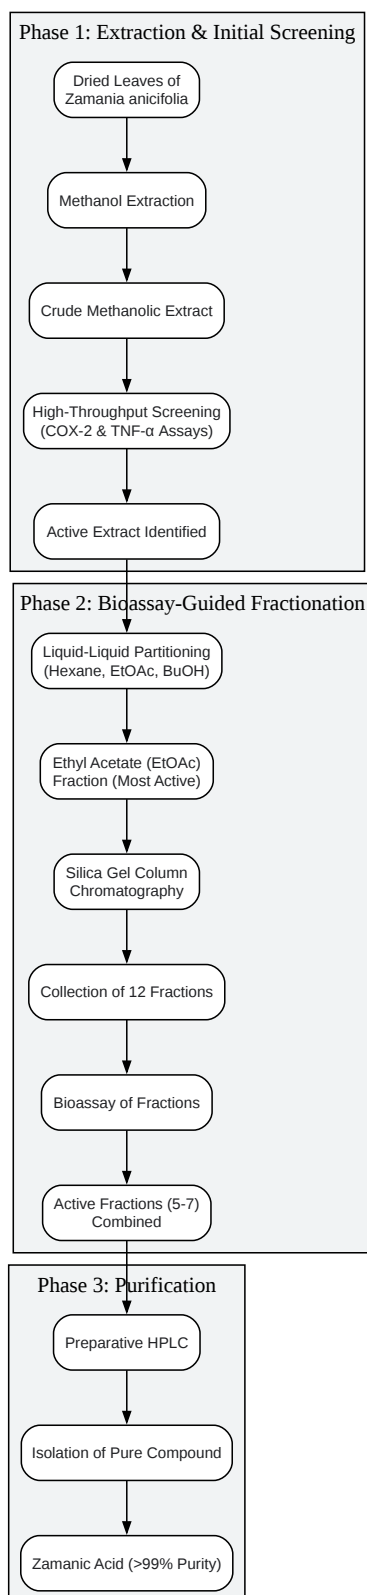 Phase 1: Extraction & Initial Screening
Dried Leaves of
Zamania anicifolia
Methanol Extraction
Crude Methanolic Extract
High-Throughput Screening
(COX-2 & TNF-α Assays)
Active Extract Identified
Phase 2: Bioassay-Guided Fractionation
Liquid-Liquid Partitioning
(Hexane, EtOAc, BuOH)
Ethyl Acetate (EtOAc)
Fraction (Most Active)
Silica Gel Column
Chromatography
Collection of 12 Fractions
Bioassay of Fractions
Active Fractions (5-7)
Combined
Phase 3: Purification
Preparative HPLC
Isolation of Pure Compound
Zamanic Acid (>99% Purity)